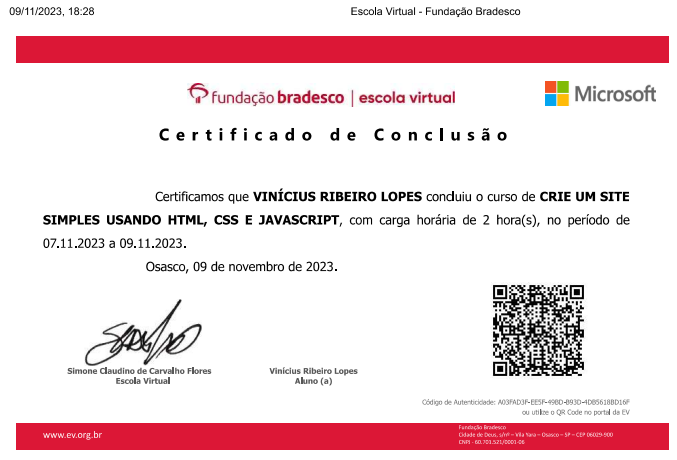 09/11/2023, 18:28
Escola Virtual - Fundação Bradesco
fundação bradesco | escola virtual
Microsoft
Certificado de Conclusão
Certificamos que VINÍCIUS RIBEIRO LOPES concluiu o curso de CRIE UM SITE
SIMPLES USANDO HTML, CSS E JAVASCRIPT, com carga horária de 2 hora(s), no período de
07.11.2023 a 09.11.2023.
Osasco, 09 de novembro de 2023.
Simone Claudino de Carvalho Flores
Escola Virtual
Vinícius Ribeiro Lopes
Aluno (a)
Código de Autenticidade: A03FAD3F-EE5F-49BD-B93D-4DB5618BD16F
ou utilize o QR Code no portal da EV
www.ev.org.br
Fundação Bradesco
Cidade de Deus, s/nº – Vila Yara – Osasco – SP – CEP 06029-900
CNPJ - 60.701.521/0001-06